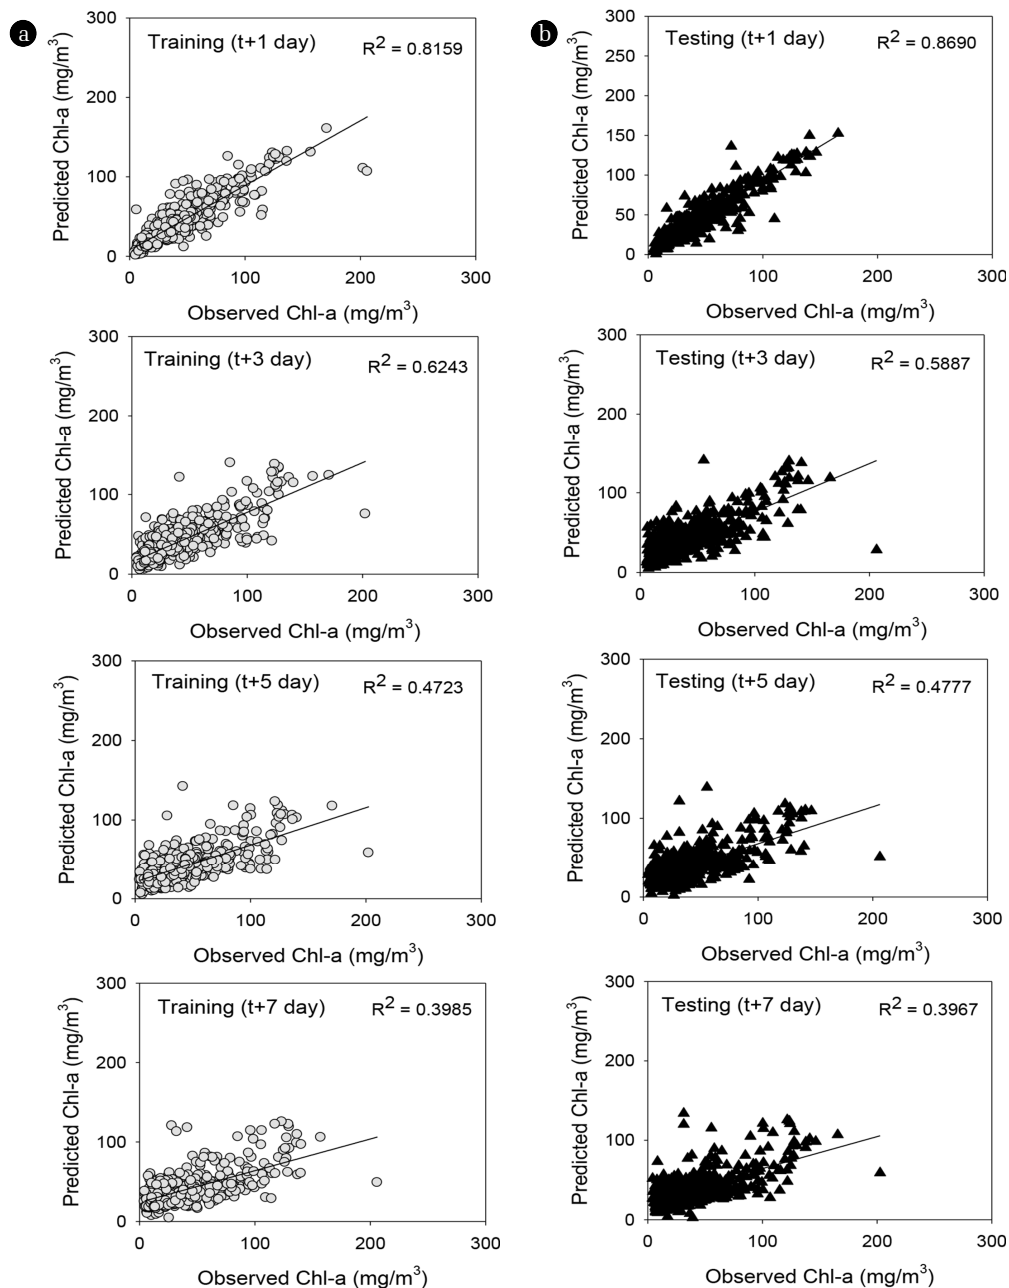 a
Training (t+1 day)
R² = 0.8159
Predicted Chl-a (mg/m³)
300
200
100
0
0 100 200 300
Observed Chl-a (mg/m³)
b
Testing (t+1 day)
R² = 0.8690
Predicted Chl-a (mg/m³)
300
250
200
150
100
50
0
0 100 200 300
Observed Chl-a (mg/m³)
Training (t+3 day)
R² = 0.6243
Predicted Chl-a (mg/m³)
300
200
100
0
0 100 200 300
Observed Chl-a (mg/m³)
Testing (t+3 day)
R² = 0.5887
Predicted Chl-a (mg/m³)
300
200
100
0
0 100 200 300
Observed Chl-a (mg/m³)
Training (t+5 day)
R² = 0.4723
Predicted Chl-a (mg/m³)
300
200
100
0
0 100 200 300
Observed Chl-a (mg/m³)
Testing (t+5 day)
R² = 0.4777
Predicted Chl-a (mg/m³)
300
200
100
0
0 100 200 300
Observed Chl-a (mg/m³)
Training (t+7 day)
R² = 0.3985
Predicted Chl-a (mg/m³)
300
200
100
0
0 100 200 300
Observed Chl-a (mg/m³)
Testing (t+7 day)
R² = 0.3967
Predicted Chl-a (mg/m³)
300
200
100
0
0 100 200 300
Observed Chl-a (mg/m³)